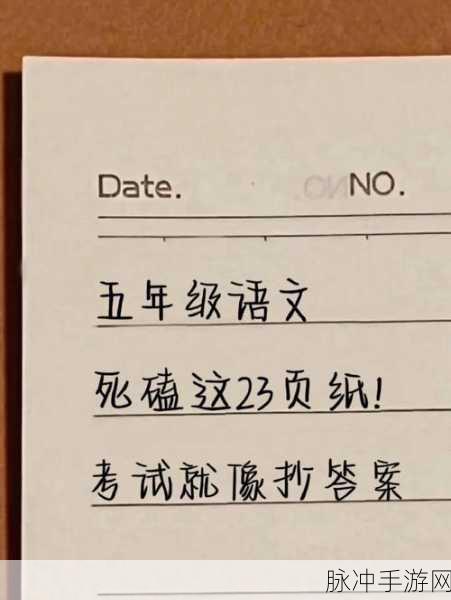 Date.
NO.
五年级语文
死磕这23页纸!
考试就像抄答案
脉冲手游网